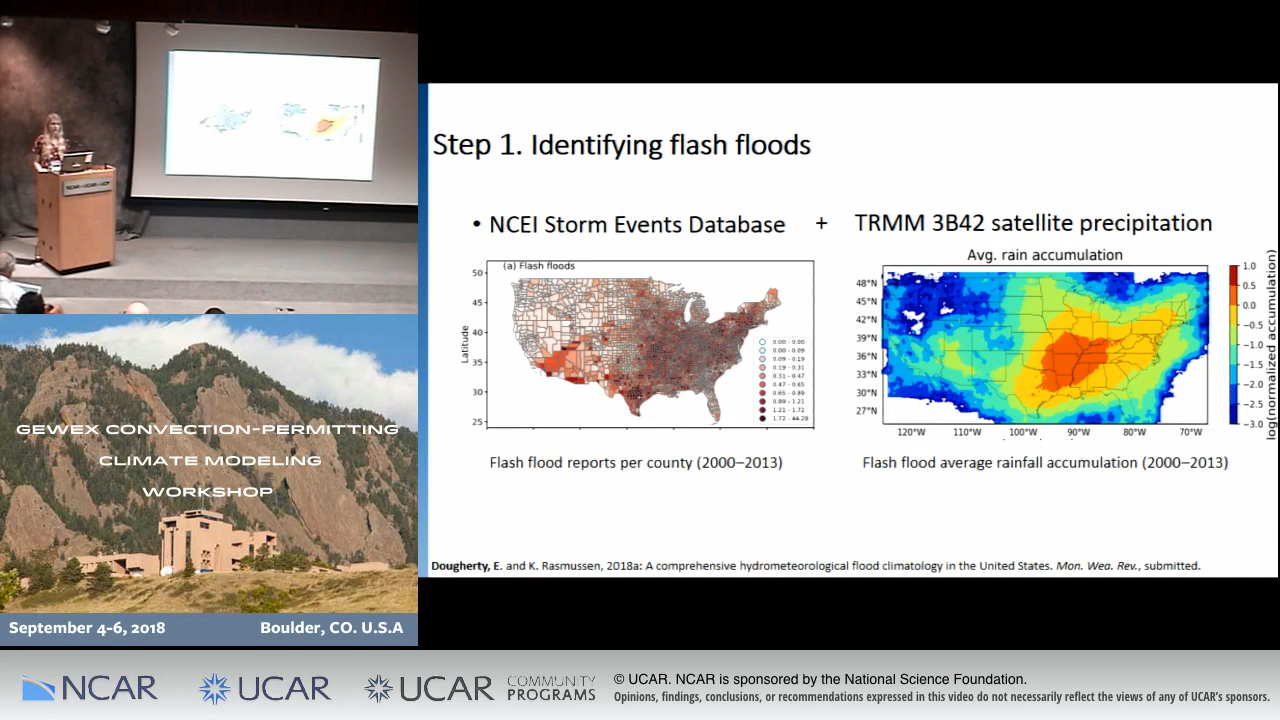 NCAR UCAR UCP
Step 1. Identifying flash floods
• NCEI Storm Events Database + TRMM 3B42 satellite precipitation
(a) Flash floods
50
45
40
35
30
25
Latitude
0.00 - 0.00
0.00 - 0.09
0.09 - 0.19
0.19 - 0.31
0.31 - 0.47
0.47 - 0.65
0.65 - 0.89
0.89 - 1.21
1.21 - 1.72
1.72 - 44.29
Flash flood reports per county (2000–2013)
Avg. rain accumulation
48°N
45°N
42°N
39°N
36°N
33°N
30°N
27°N
120°W 110°W 100°W 90°W 80°W 70°W
1.0
0.5
0.0
−0.5
−1.0
−1.5
−2.0
−2.5
−3.0
log(normalized accumulation)
Flash flood average rainfall accumulation (2000–2013)
Dougherty, E. and K. Rasmussen, 2018a: A comprehensive hydrometeorological flood climatology in the United States. Mon. Wea. Rev., submitted.
GEWEX CONVECTION-PERMITTING
CLIMATE MODELING
WORKSHOP
September 4-6, 2018 Boulder, CO. U.S.A
NCAR UCAR UCAR COMMUNITY
PROGRAMS
© UCAR. NCAR is sponsored by the National Science Foundation.
Opinions, findings, conclusions, or recommendations expressed in this video do not necessarily reflect the views of any of UCAR's sponsors.